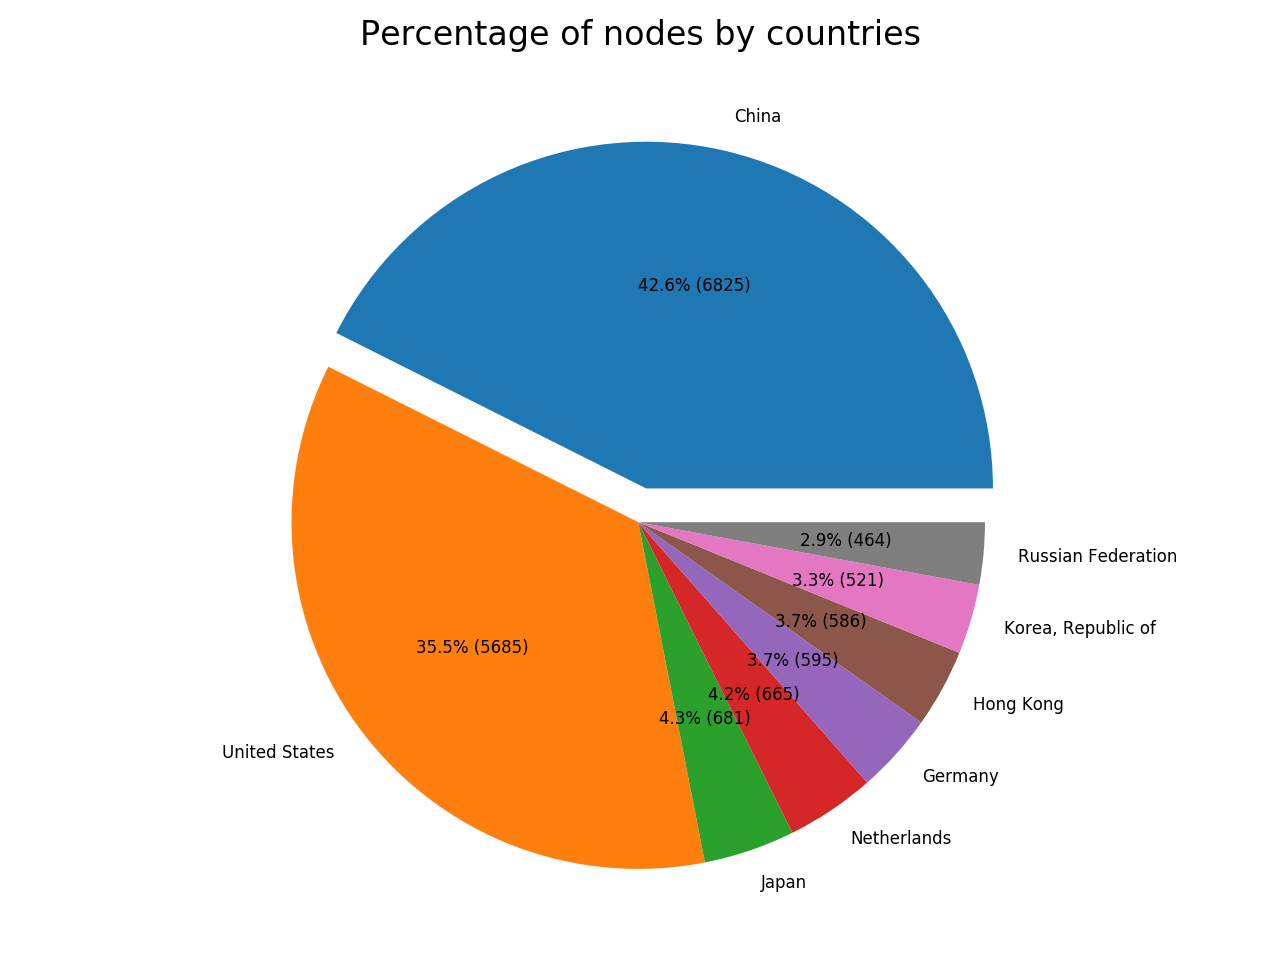 Percentage of nodes by countries
China
42.6% (6825)
35.5% (5685)
United States
4.3% (681)
Japan
4.2% (665)
Netherlands
3.7% (595)
Germany
3.7% (586)
Hong Kong
3.3% (521)
Korea, Republic of
2.9% (464)
Russian Federation